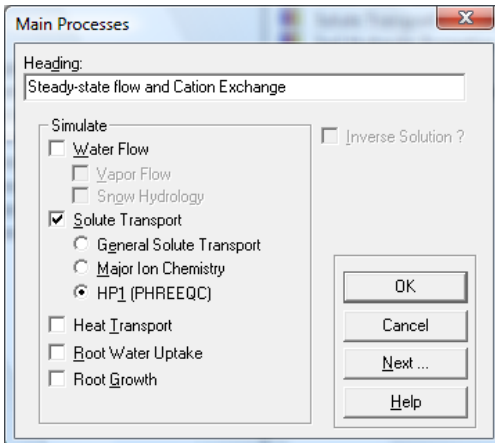 Main Processes
Heading:
Steady-state flow and Cation Exchange
Simulate
Water Flow
Inverse Solution ?
Vapor Flow
Snow Hydrology
Solute Transport
General Solute Transport
Major Ion Chemistry
HP1 (PHREEQC)
Heat Transport
Root Water Uptake
Root Growth
OK
Cancel
Next ...
Help